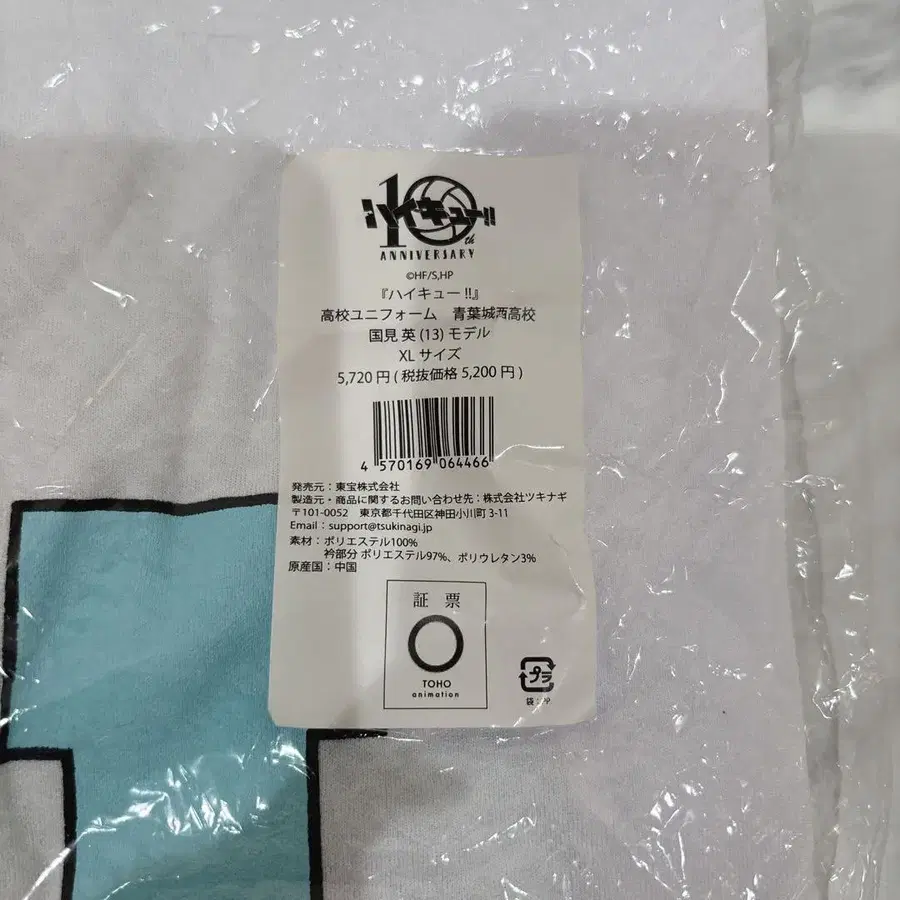 ハイキュー!!
10th
ANNIVERSARY
©HF/S,HP
『ハイキュー!!』
高校ユニフォーム　青葉城西高校
国見 英 (13) モデル
XL サイズ
5,720 円 ( 税抜価格 5,200 円 )
4 570169 064466
発売元：東宝株式会社
製造元・商品に関するお問い合わせ先：株式会社ツキナギ
〒101-0052　東京都千代田区神田小川町 3-11
Email：support@tsukinagi.jp
素材：ポリエステル100%
衿部分 ポリエステル97%、ポリウレタン3%
原産国：中国
証 票
TOHO
animation
プラ
袋：PP